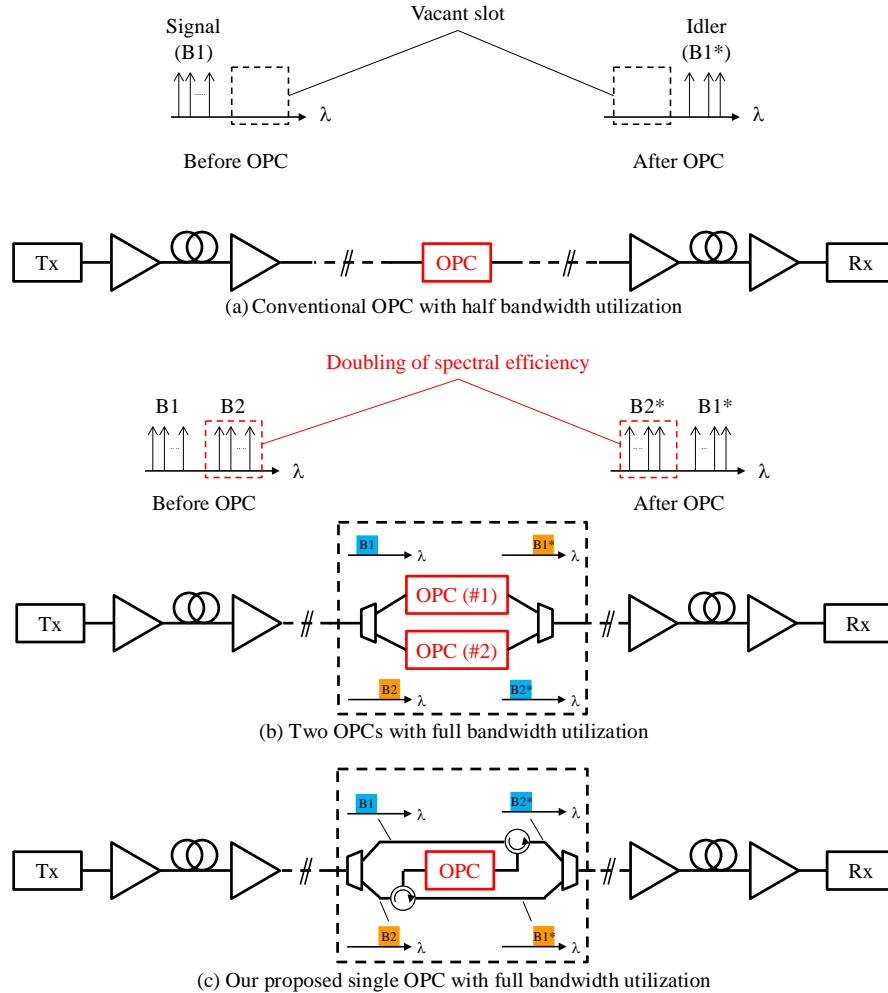 Vacant slot
Signal
(B1)
Idler
(B1*)
......
λ
λ
Before OPC
After OPC
Tx
OPC
Rx
(a) Conventional OPC with half bandwidth utilization
Doubling of spectral efficiency
B1
B2
B2*
B1*
.. ..
.. ..
λ
.. ..
...
λ
Before OPC
After OPC
B1
λ
B1*
λ
Tx
OPC (#1)
OPC (#2)
Rx
B2
λ
B2*
λ
(b) Two OPCs with full bandwidth utilization
B1
λ
B2*
λ
Tx
OPC
Rx
B2
λ
B1*
λ
(c) Our proposed single OPC with full bandwidth utilization